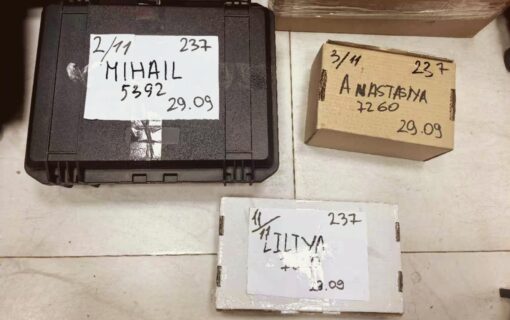 2/11 237
MIHAIL
5392
29.09
3/11 237
ANASTASIYA
7260
29.09
11/11 237
LILIYA
29.09